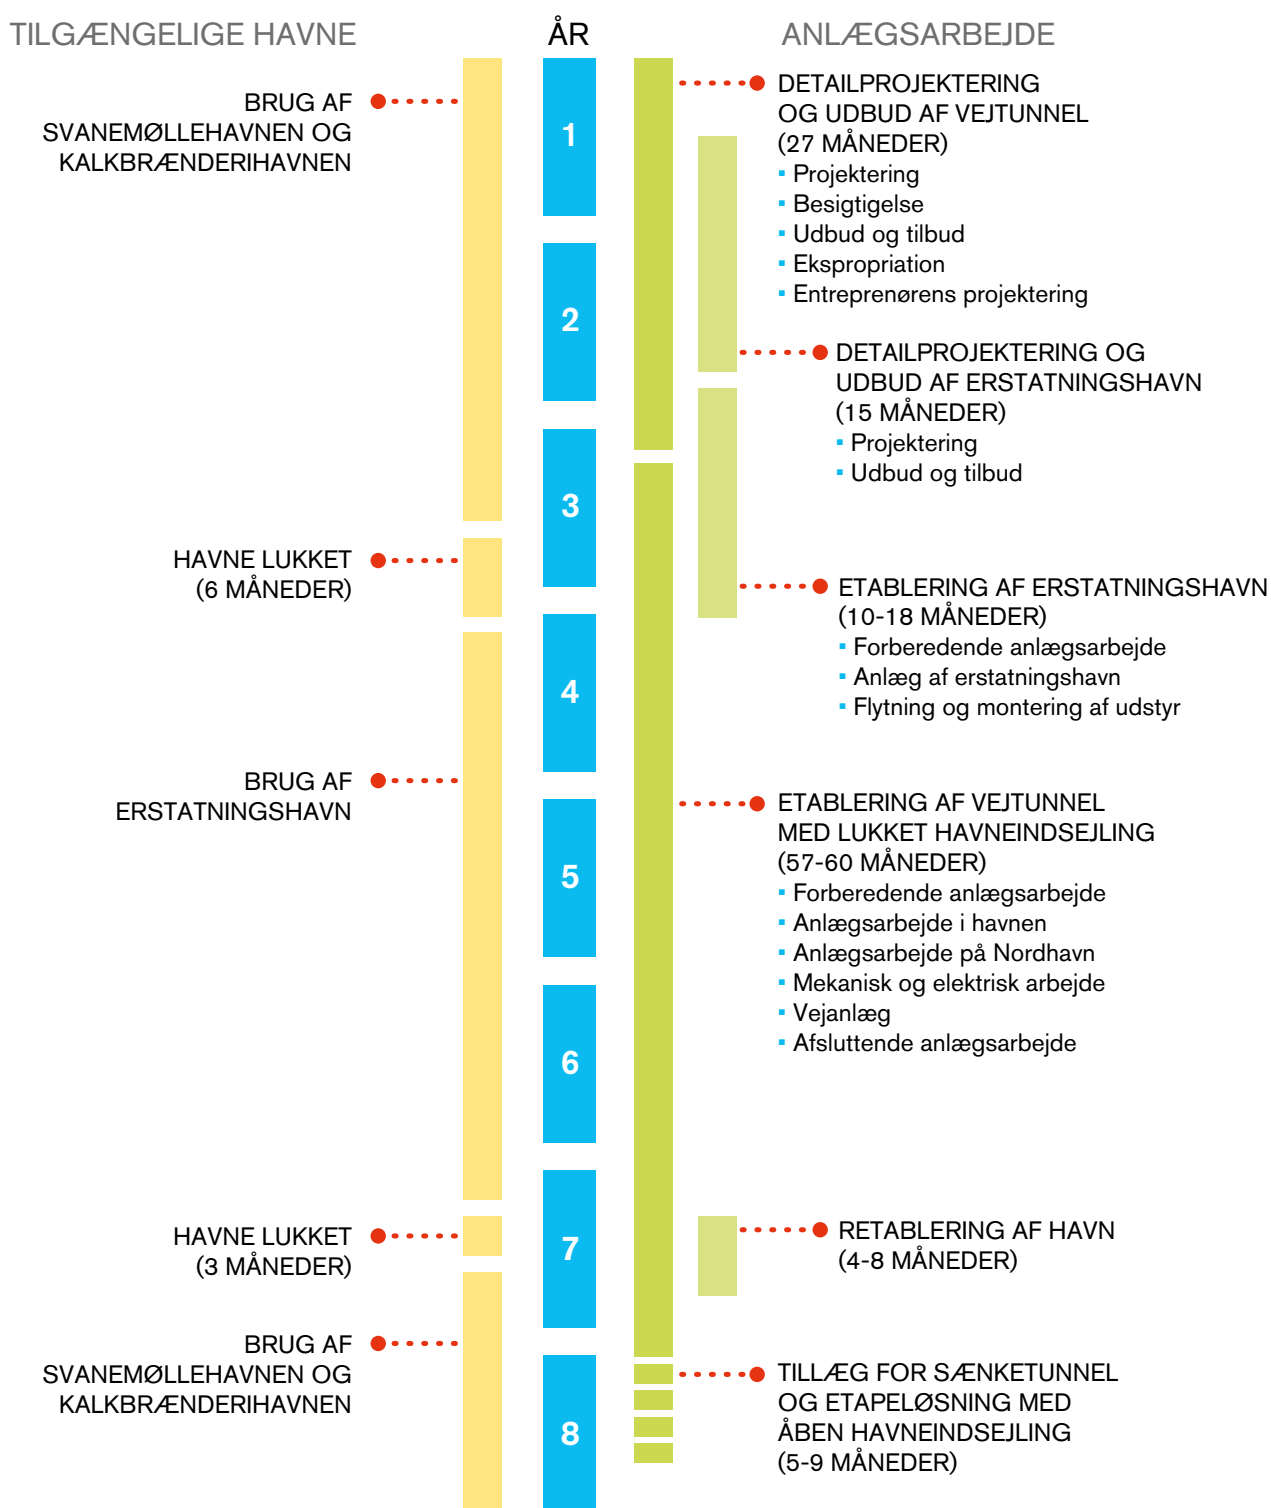 TILGÆNGELIGE HAVNE
BRUG AF
SVANEMØLLEHAVNEN OG
KALKBRÆNDERIHAVNEN
HAVNE LUKKET
(6 MÅNEDER)
BRUG AF
ERSTATNINGSHAVN
HAVNE LUKKET
(3 MÅNEDER)
BRUG AF
SVANEMØLLEHAVNEN OG
KALKBRÆNDERIHAVNEN
ÅR
1
2
3
4
5
6
7
8
ANLÆGSARBEJDE
DETAILPROJEKTERING
OG UDBUD AF VEJTUNNEL
(27 MÅNEDER)
▪ Projektering
▪ Besigtigelse
▪ Udbud og tilbud
▪ Ekspropriation
▪ Entreprenørens projektering
DETAILPROJEKTERING OG
UDBUD AF ERSTATNINGSHAVN
(15 MÅNEDER)
▪ Projektering
▪ Udbud og tilbud
ETABLERING AF ERSTATNINGSHAVN
(10-18 MÅNEDER)
▪ Forberedende anlægsarbejde
▪ Anlæg af erstatningshavn
▪ Flytning og montering af udstyr
ETABLERING AF VEJTUNNEL
MED LUKKET HAVNEINDSEJLING
(57-60 MÅNEDER)
▪ Forberedende anlægsarbejde
▪ Anlægsarbejde i havnen
▪ Anlægsarbejde på Nordhavn
▪ Mekanisk og elektrisk arbejde
▪ Vejanlæg
▪ Afsluttende anlægsarbejde
RETABLERING AF HAVN
(4-8 MÅNEDER)
TILLÆG FOR SÆNKETUNNEL
OG ETAPELØSNING MED
ÅBEN HAVNEINDSEJLING
(5-9 MÅNEDER)